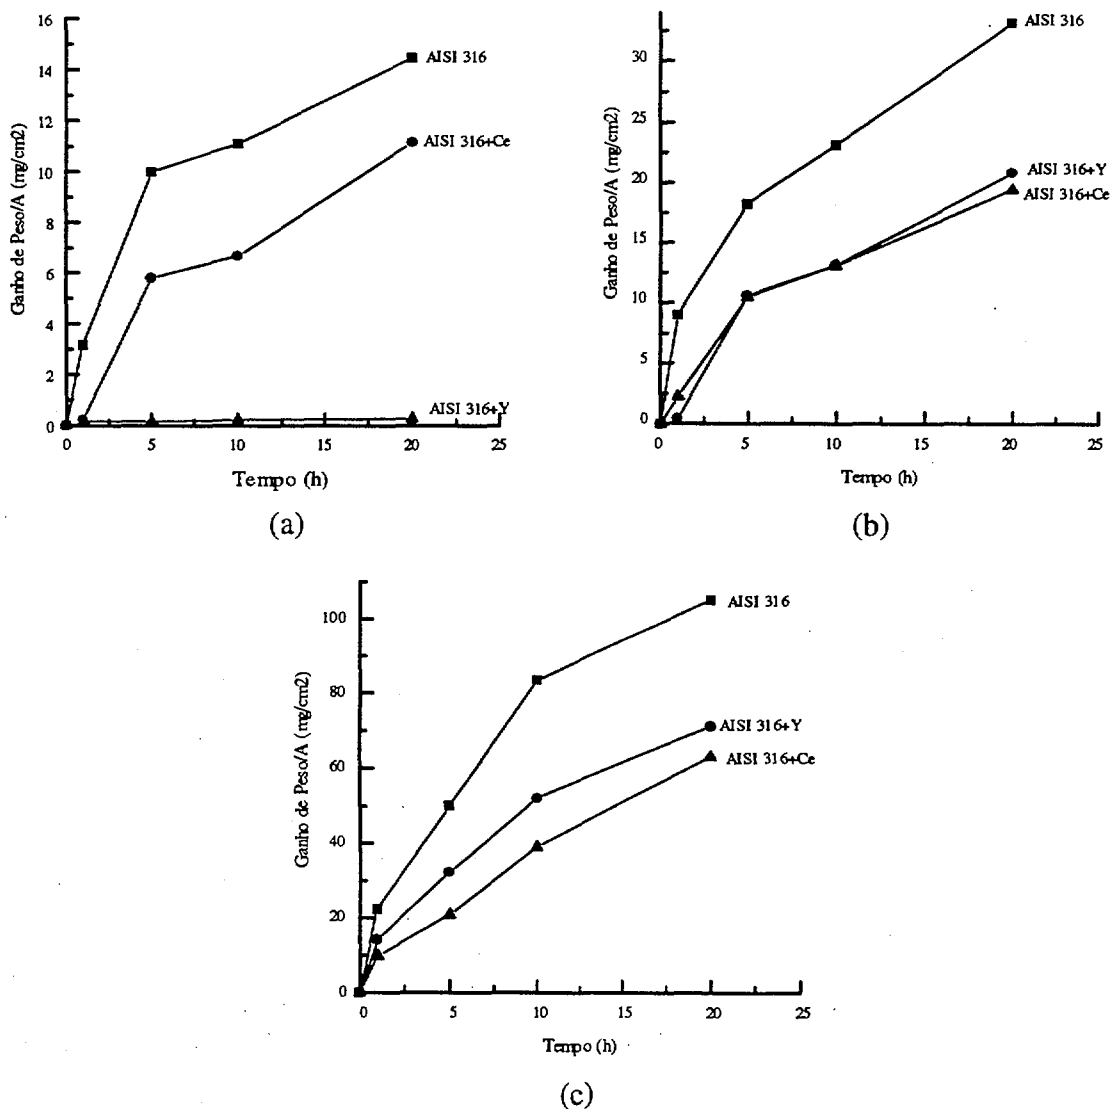 16
14
12
10
8
6
4
2
0
Ganho de Peso/A (mg/cm2)
AISI 316
AISI 316+Ce
AISI 316+Y
0 5 10 15 20 25
Tempo (h)
(a)
30
25
20
15
10
5
0
Ganho de Peso/A (mg/cm2)
AISI 316
AISI 316+Y
AISI 316+Ce
0 5 10 15 20 25
Tempo (h)
(b)
100
80
60
40
20
0
Ganho de Peso/A (mg/cm2)
AISI 316
AISI 316+Y
AISI 316+Ce
0 5 10 15 20 25
Tempo (h)
(c)